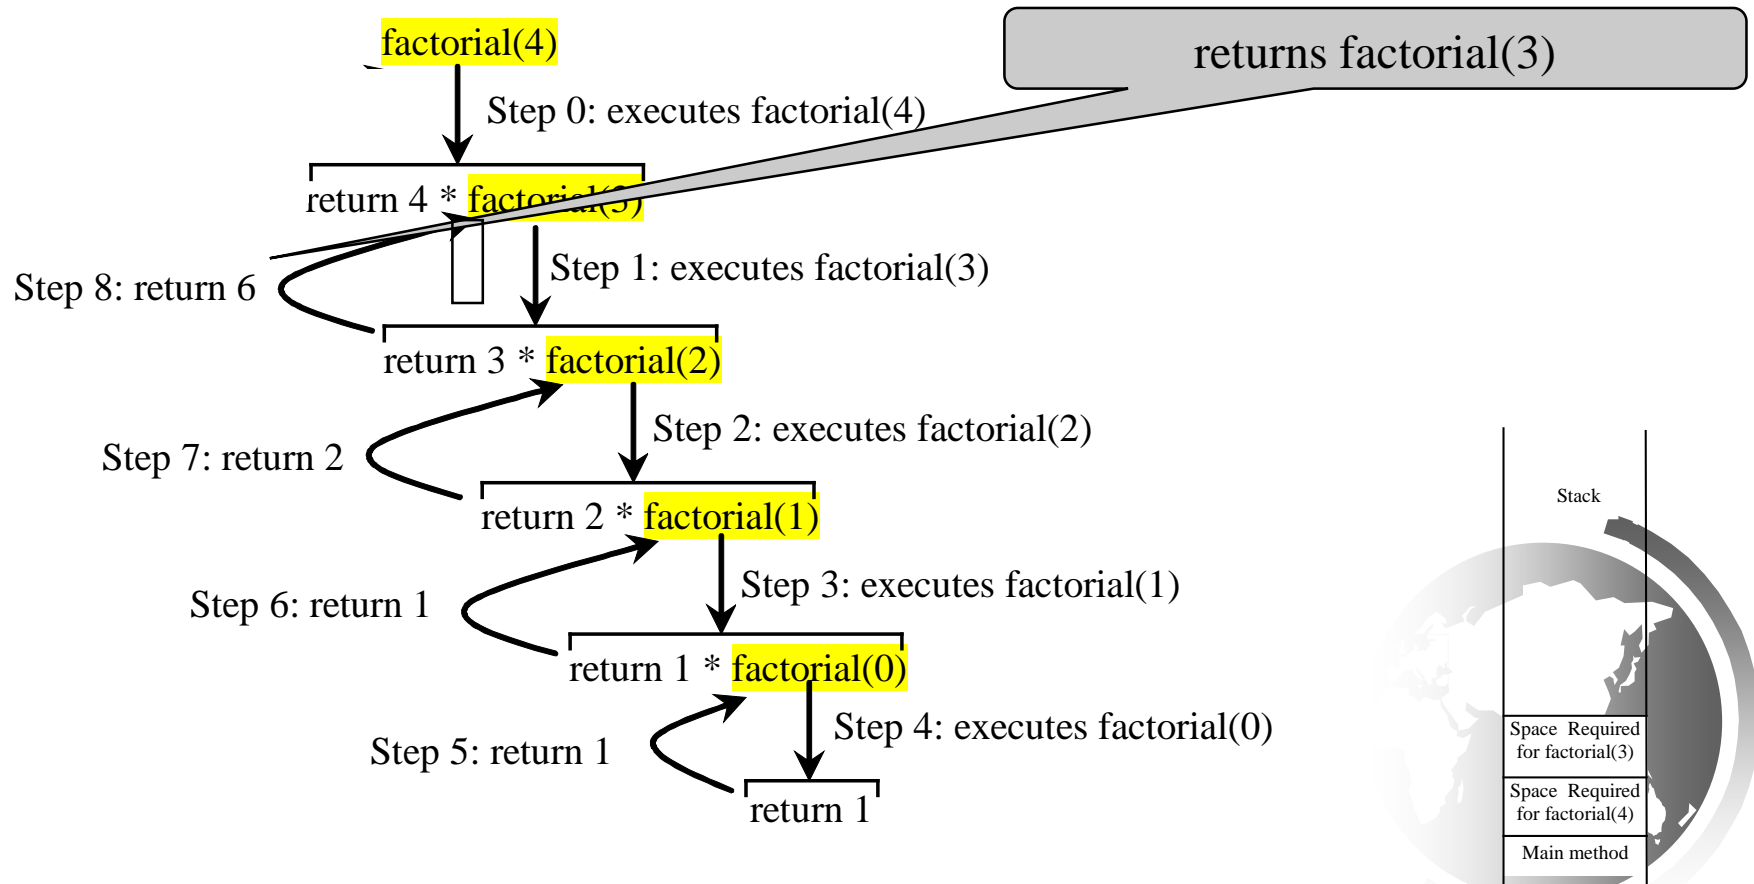 factorial(4)
returns factorial(3)
Step 0: executes factorial(4)
return 4 * factorial(3)
Step 1: executes factorial(3)
Step 8: return 6
return 3 * factorial(2)
Step 2: executes factorial(2)
Step 7: return 2
return 2 * factorial(1)
Step 3: executes factorial(1)
Step 6: return 1
return 1 * factorial(0)
Step 4: executes factorial(0)
Step 5: return 1
return 1
Stack
Space Required
for factorial(3)
Space Required
for factorial(4)
Main method